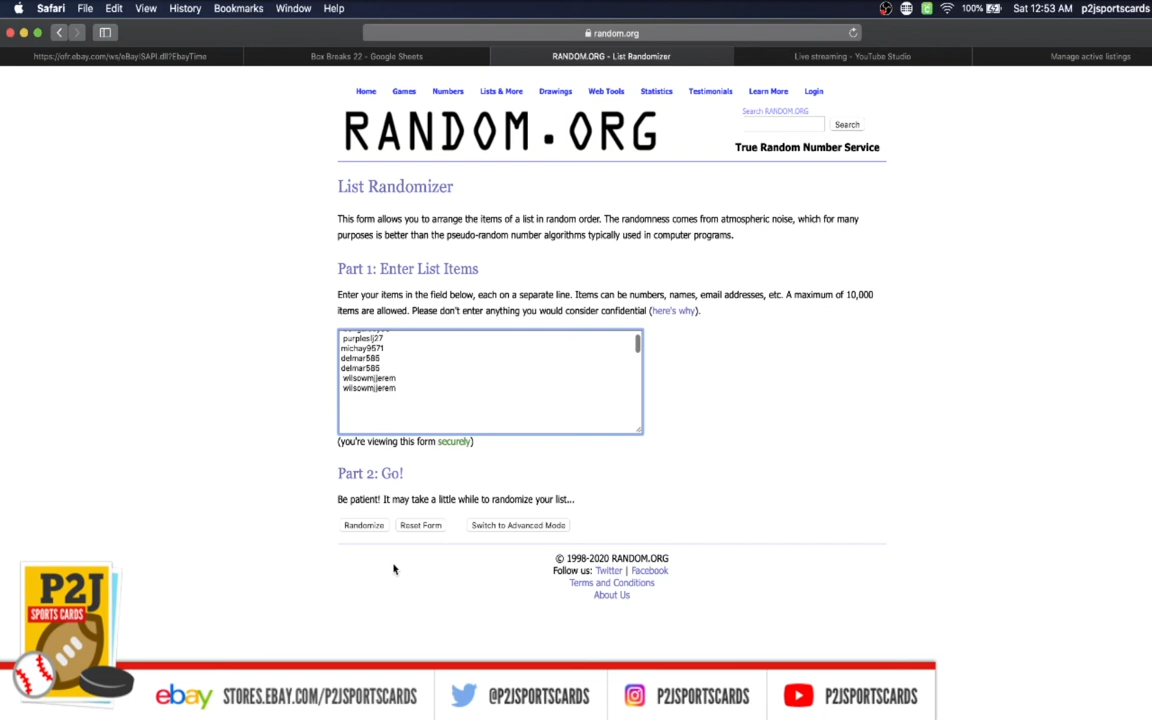 Safari File Edit View History Bookmarks Window Help 100% Sat 12:53 AM p2jsportscards
random.org
https://ofr.ebay.com/ws/eBayISAPI.dll?EbayTime Box Breaks 22 - Google Sheets RANDOM.ORG - List Randomizer Live streaming - YouTube Studio Manage active listings
Home Games Numbers Lists & More Drawings Web Tools Statistics Testimonials Learn More Login
RANDOM.ORG
Search RANDOM.ORG
Search
True Random Number Service
List Randomizer
This form allows you to arrange the items of a list in random order. The randomness comes from atmospheric noise, which for many
purposes is better than the pseudo-random number algorithms typically used in computer programs.
Part 1: Enter List Items
Enter your items in the field below, each on a separate line. Items can be numbers, names, email addresses, etc. A maximum of 10,000
items are allowed. Please don't enter anything you would consider confidential (here's why).
purpleslj27
michay9571
delmar586
delmar586
wilsowmjjerem
wilsowmjjerem
(you're viewing this form securely)
Part 2: Go!
Be patient! It may take a little while to randomize your list...
Randomize Reset Form Switch to Advanced Mode
© 1998-2020 RANDOM.ORG
Follow us: Twitter | Facebook
Terms and Conditions
About Us
P2J
SPORTS CARDS
ebay STORES.EBAY.COM/P2JSPORTSCARDS @P2JSPORTSCARDS P2JSPORTSCARDS P2JSPORTSCARDS